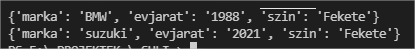 {'marka': 'BMW', 'evjarat': '1988', 'szin': 'Fekete'}
{'marka': 'suzuki', 'evjarat': '2021', 'szin': 'Fekete'}